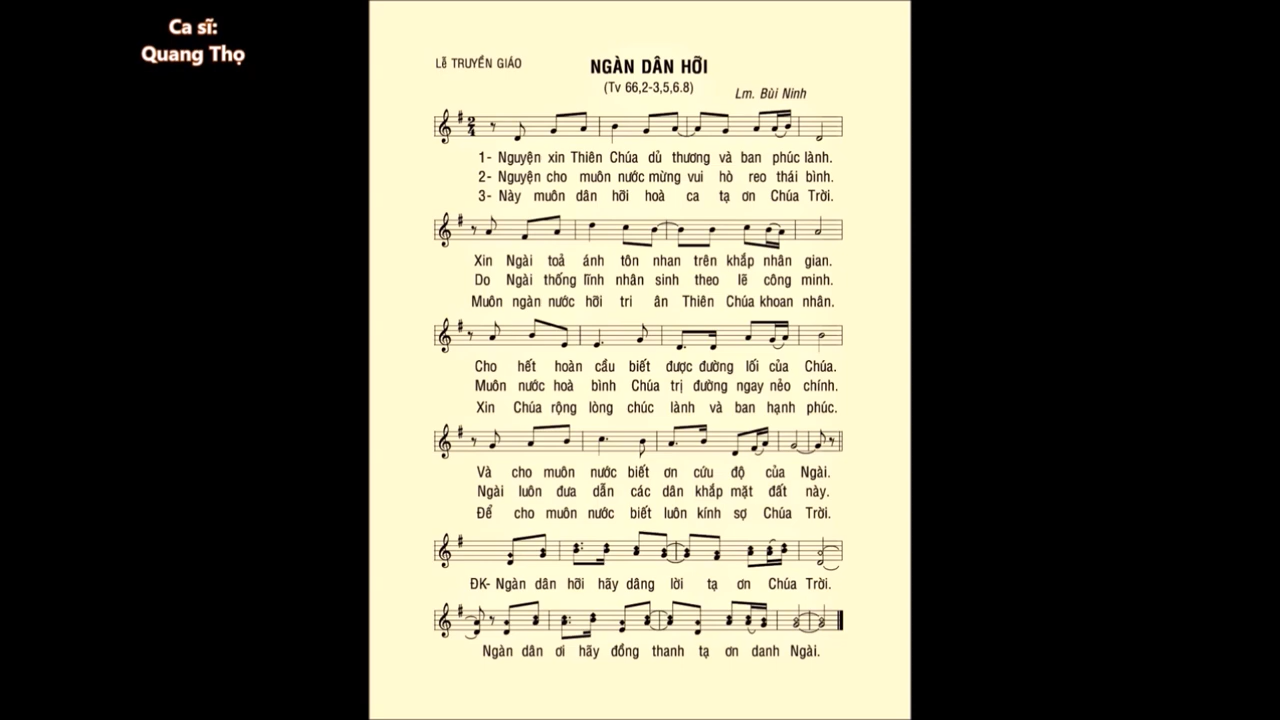 Ca sĩ:
Quang Thọ
Lễ TRUYỀN GIÁO
NGÀN DÂN HỠI
(Tv 66,2-3,5,6.8)
Lm. Bùi Ninh
2
4
1- Nguyện xin Thiên Chúa dủ thương và ban phúc lành.
2- Nguyện cho muôn nước mừng vui hò reo thái bình.
3- Này muôn dân hỡi hoà ca tạ ơn Chúa Trời.
Xin Ngài toả ánh tôn nhan trên khắp nhân gian.
Do Ngài thống lĩnh nhân sinh theo lẽ công minh.
Muôn ngàn nước hỡi tri ân Thiên Chúa khoan nhân.
Cho hết hoàn cầu biết được đường lối của Chúa.
Muôn nước hoà bình Chúa trị đường ngay nẻo chính.
Xin Chúa rộng lòng chúc lành và ban hạnh phúc.
Và cho muôn nước biết ơn cứu độ của Ngài.
Ngài luôn đưa dẫn các dân khắp mặt đất này.
Để cho muôn nước biết luôn kính sợ Chúa Trời.
ĐK- Ngàn dân hỡi hãy dâng lời tạ ơn Chúa Trời.
Ngàn dân ơi hãy đồng thanh tạ ơn danh Ngài.